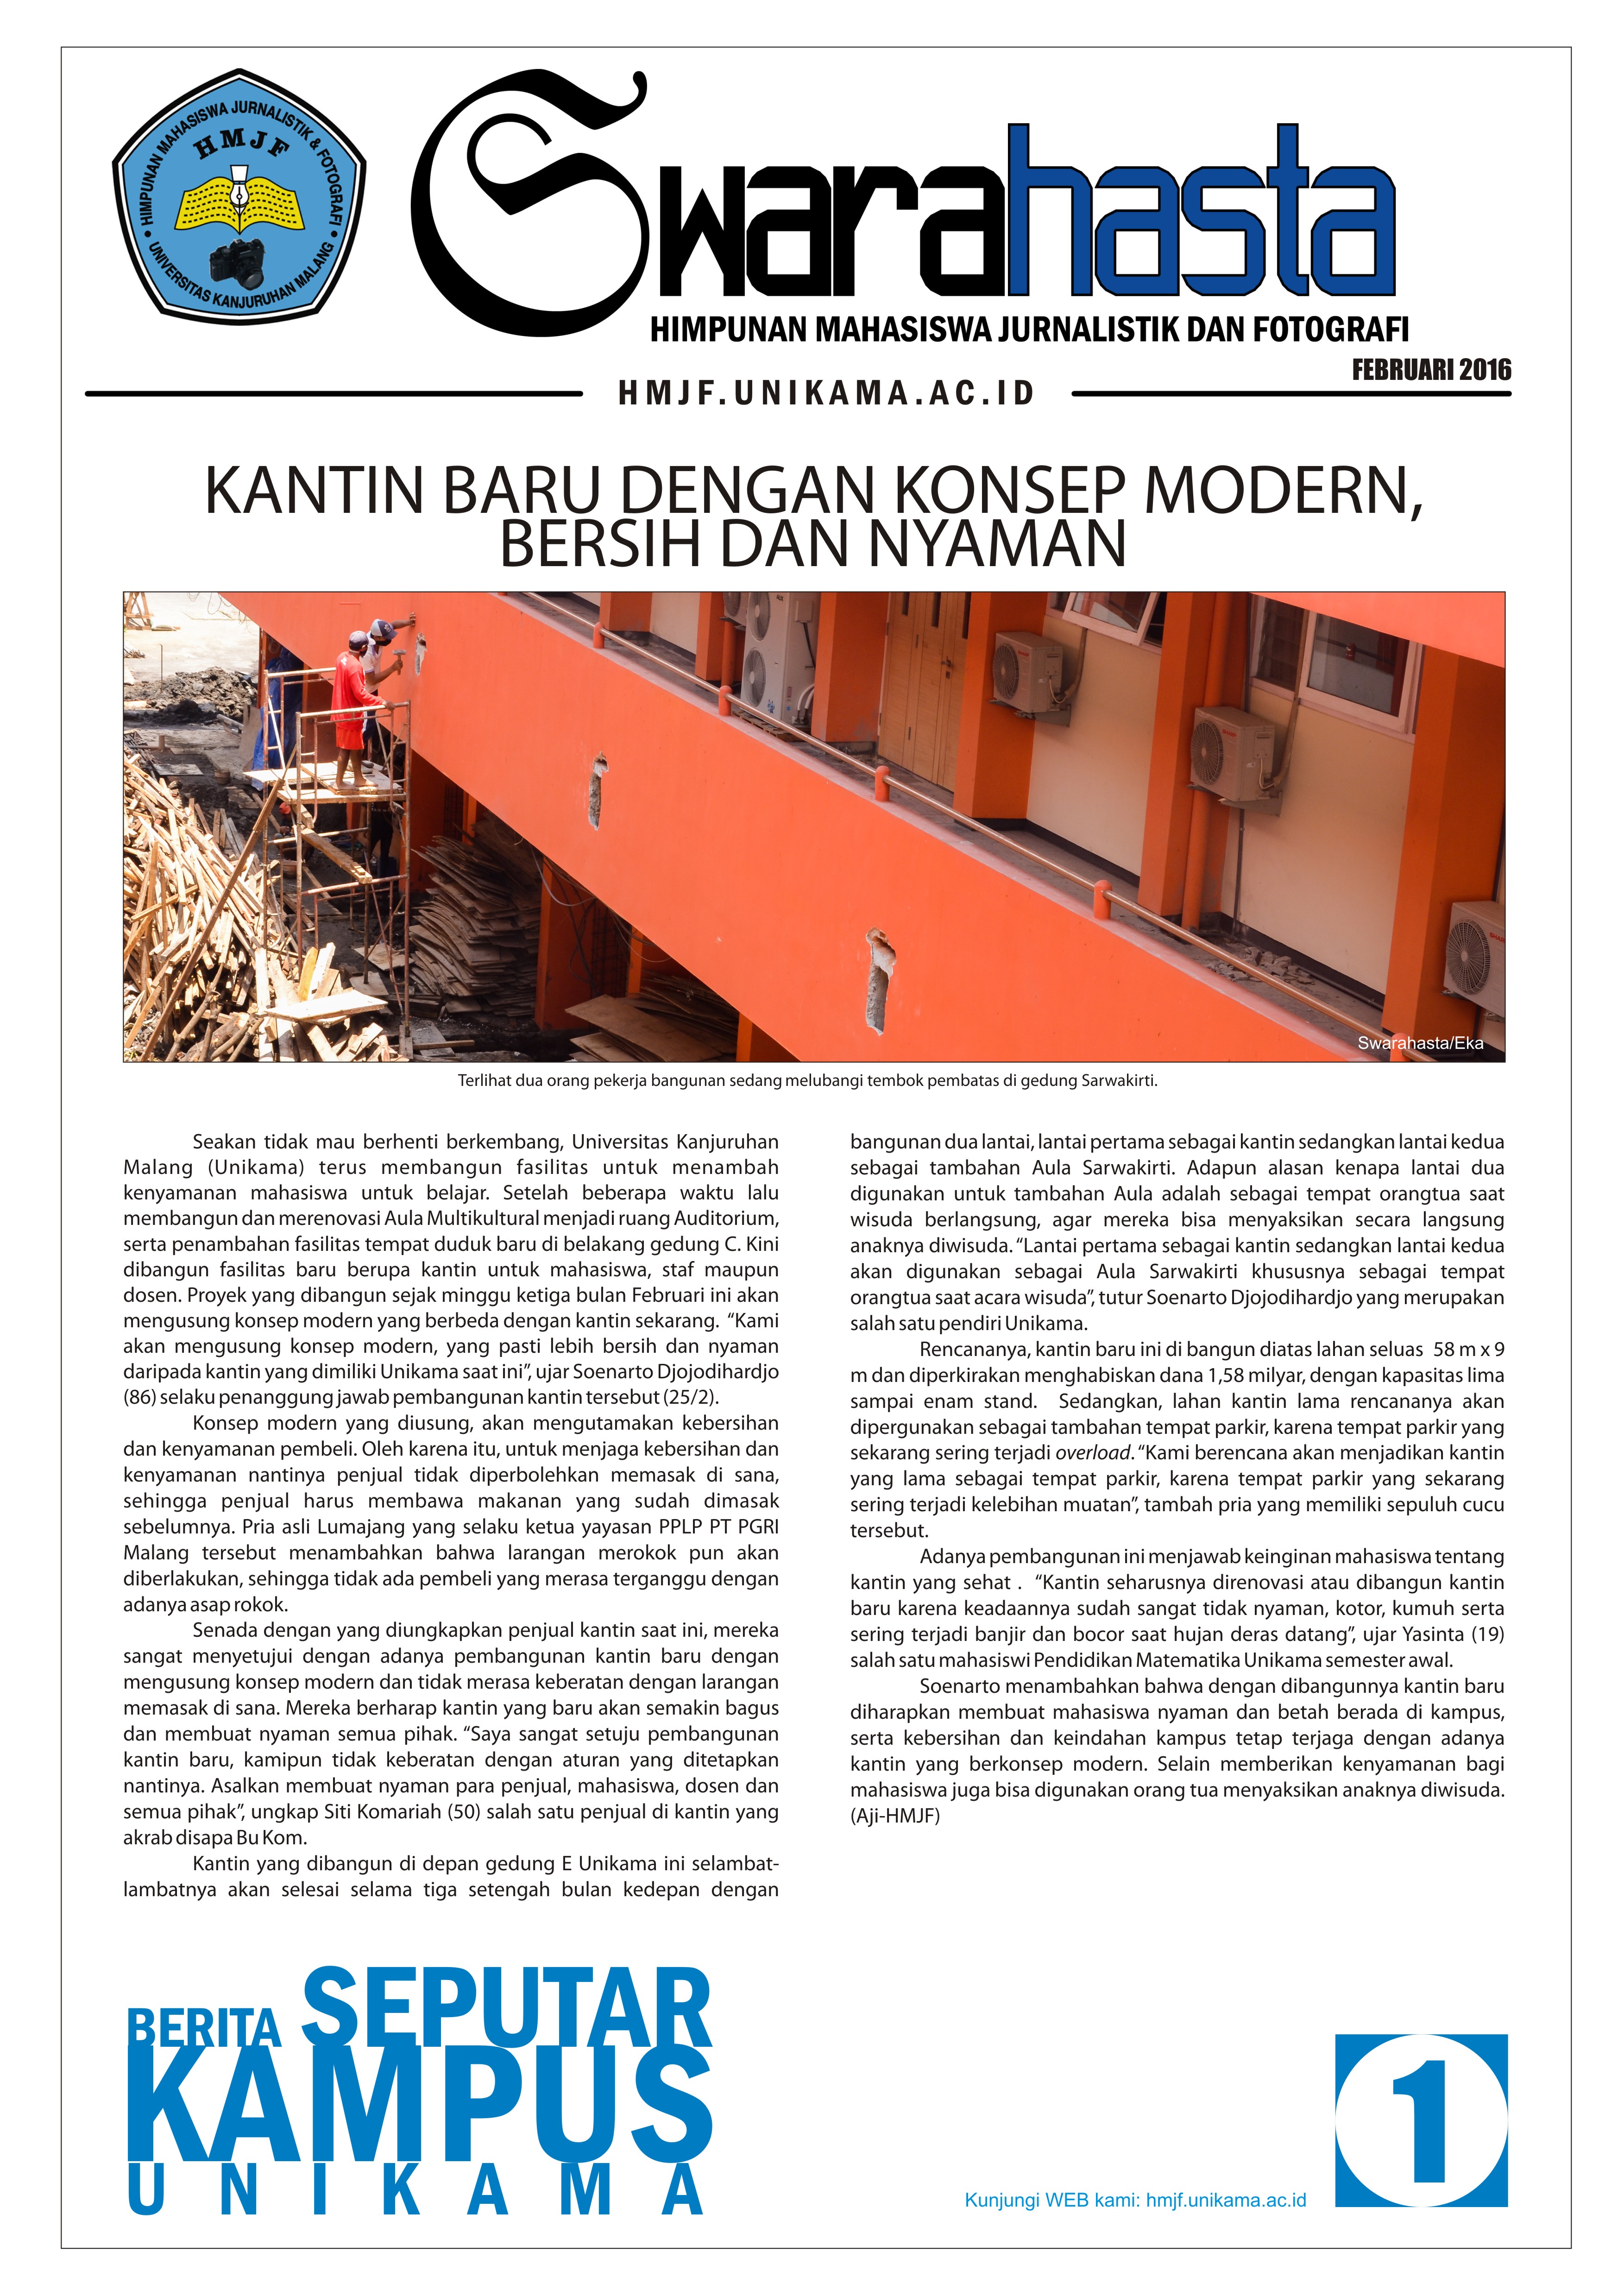 • HIMPUNAN MAHASISWA JURNALISTIK & FOTOGRAFI •
HMJF
UNIVERSITAS KANJURUHAN MALANG
Swarahasta
HIMPUNAN MAHASISWA JURNALISTIK DAN FOTOGRAFI
FEBRUARI 2016
HMJF.UNIKAMA.AC.ID
KANTIN BARU DENGAN KONSEP MODERN,
BERSIH DAN NYAMAN
Swarahasta/Eka
Terlihat dua orang pekerja bangunan sedang melubangi tembok pembatas di gedung Sarwakirti.
Seakan tidak mau berhenti berkembang, Universitas Kanjuruhan
Malang (Unikama) terus membangun fasilitas untuk menambah
kenyamanan mahasiswa untuk belajar. Setelah beberapa waktu lalu
membangun dan merenovasi Aula Multikultural menjadi ruang Auditorium,
serta penambahan fasilitas tempat duduk baru di belakang gedung C. Kini
dibangun fasilitas baru berupa kantin untuk mahasiswa, staf maupun
dosen. Proyek yang dibangun sejak minggu ketiga bulan Februari ini akan
mengusung konsep modern yang berbeda dengan kantin sekarang. “Kami
akan mengusung konsep modern, yang pasti lebih bersih dan nyaman
daripada kantin yang dimiliki Unikama saat ini”, ujar Soenarto Djojodihardjo
(86) selaku penanggung jawab pembangunan kantin tersebut (25/2).
Konsep modern yang diusung, akan mengutamakan kebersihan
dan kenyamanan pembeli. Oleh karena itu, untuk menjaga kebersihan dan
kenyamanan nantinya penjual tidak diperbolehkan memasak di sana,
sehingga penjual harus membawa makanan yang sudah dimasak
sebelumnya. Pria asli Lumajang yang selaku ketua yayasan PPLP PT PGRI
Malang tersebut menambahkan bahwa larangan merokok pun akan
diberlakukan, sehingga tidak ada pembeli yang merasa terganggu dengan
adanya asap rokok.
Senada dengan yang diungkapkan penjual kantin saat ini, mereka
sangat menyetujui dengan adanya pembangunan kantin baru dengan
mengusung konsep modern dan tidak merasa keberatan dengan larangan
memasak di sana. Mereka berharap kantin yang baru akan semakin bagus
dan membuat nyaman semua pihak. “Saya sangat setuju pembangunan
kantin baru, kamipun tidak keberatan dengan aturan yang ditetapkan
nantinya. Asalkan membuat nyaman para penjual, mahasiswa, dosen dan
semua pihak”, ungkap Siti Komariah (50) salah satu penjual di kantin yang
akrab disapa Bu Kom.
Kantin yang dibangun di depan gedung E Unikama ini selambat-
lambatnya akan selesai selama tiga setengah bulan kedepan dengan
bangunan dua lantai, lantai pertama sebagai kantin sedangkan lantai kedua
sebagai tambahan Aula Sarwakirti. Adapun alasan kenapa lantai dua
digunakan untuk tambahan Aula adalah sebagai tempat orangtua saat
wisuda berlangsung, agar mereka bisa menyaksikan secara langsung
anaknya diwisuda. “Lantai pertama sebagai kantin sedangkan lantai kedua
akan digunakan sebagai Aula Sarwakirti khususnya sebagai tempat
orangtua saat acara wisuda”, tutur Soenarto Djojodihardjo yang merupakan
salah satu pendiri Unikama.
Rencananya, kantin baru ini di bangun diatas lahan seluas 58 m x 9
m dan diperkirakan menghabiskan dana 1,58 milyar, dengan kapasitas lima
sampai enam stand. Sedangkan, lahan kantin lama rencananya akan
dipergunakan sebagai tambahan tempat parkir, karena tempat parkir yang
sekarang sering terjadi overload. “Kami berencana akan menjadikan kantin
yang lama sebagai tempat parkir, karena tempat parkir yang sekarang
sering terjadi kelebihan muatan”, tambah pria yang memiliki sepuluh cucu
tersebut.
Adanya pembangunan ini menjawab keinginan mahasiswa tentang
kantin yang sehat . “Kantin seharusnya direnovasi atau dibangun kantin
baru karena keadaannya sudah sangat tidak nyaman, kotor, kumuh serta
sering terjadi banjir dan bocor saat hujan deras datang”, ujar Yasinta (19)
salah satu mahasiswi Pendidikan Matematika Unikama semester awal.
Soenarto menambahkan bahwa dengan dibangunnya kantin baru
diharapkan membuat mahasiswa nyaman dan betah berada di kampus,
serta kebersihan dan keindahan kampus tetap terjaga dengan adanya
kantin yang berkonsep modern. Selain memberikan kenyamanan bagi
mahasiswa juga bisa digunakan orang tua menyaksikan anaknya diwisuda.
(Aji-HMJF)
BERITA SEPUTAR
KAMPUS
UNIKAMA
Kunjungi WEB kami: hmjf.unikama.ac.id
1